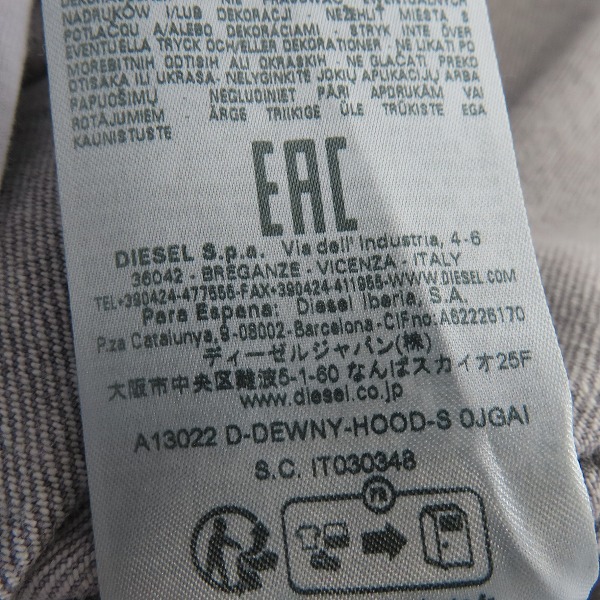 NADRUKÓW I/LUB DEKORACJI - NEŽEHLIT MIESTA S
POTLAČOU A/ALEBO DEKORÁCIAMI - STRYK INTE ÖVER
EVENTUELLA TRYCK OCH/ELLER DEKORATIONER - NE LIKATI PO
MOREBITNIH ODTISIH ALI OKRASKIH - NE GLAČATI PREKO
OTISAKA ILI UKRASA - NELYGINKITE JOKIŲ APLIKACIJŲ ARBA
PAPUOŠIMŲ - NEGLUDINIET PĀRI APDRUKĀM VAI
ROTĀJUMIEM - ÄRGE TRIIKIGE ÜLE TRÜKISTE EGA
KAUNISTUSTE
EAC
DIESEL S.p.a. Via dell' Industria, 4-6
36042 - BREGANZE - VICENZA - ITALY
TEL+390424-477555-FAX+390424-411955-WWW.DIESEL.COM
Para Espana: Diesel Iberia, S.A.
P.za Catalunya,9-08002-Barcelona-CIFno:A62226170
ディーゼルジャパン(株)
大阪市中央区難波5-1-60 なんばスカイオ25F
www.diesel.co.jp
A13022 D-DEWNY-HOOD-S 0JGAI
S.C. IT030348
FR